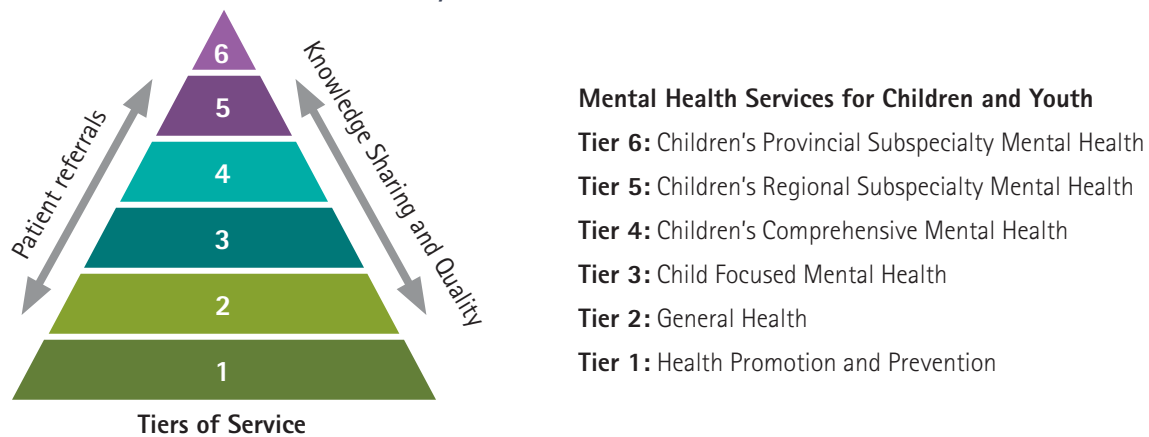 6
5
4
3
2
1
Patient referrals
Knowledge Sharing and Quality
Tiers of Service
Mental Health Services for Children and Youth
Tier 6: Children's Provincial Subspecialty Mental Health
Tier 5: Children's Regional Subspecialty Mental Health
Tier 4: Children's Comprehensive Mental Health
Tier 3: Child Focused Mental Health
Tier 2: General Health
Tier 1: Health Promotion and Prevention